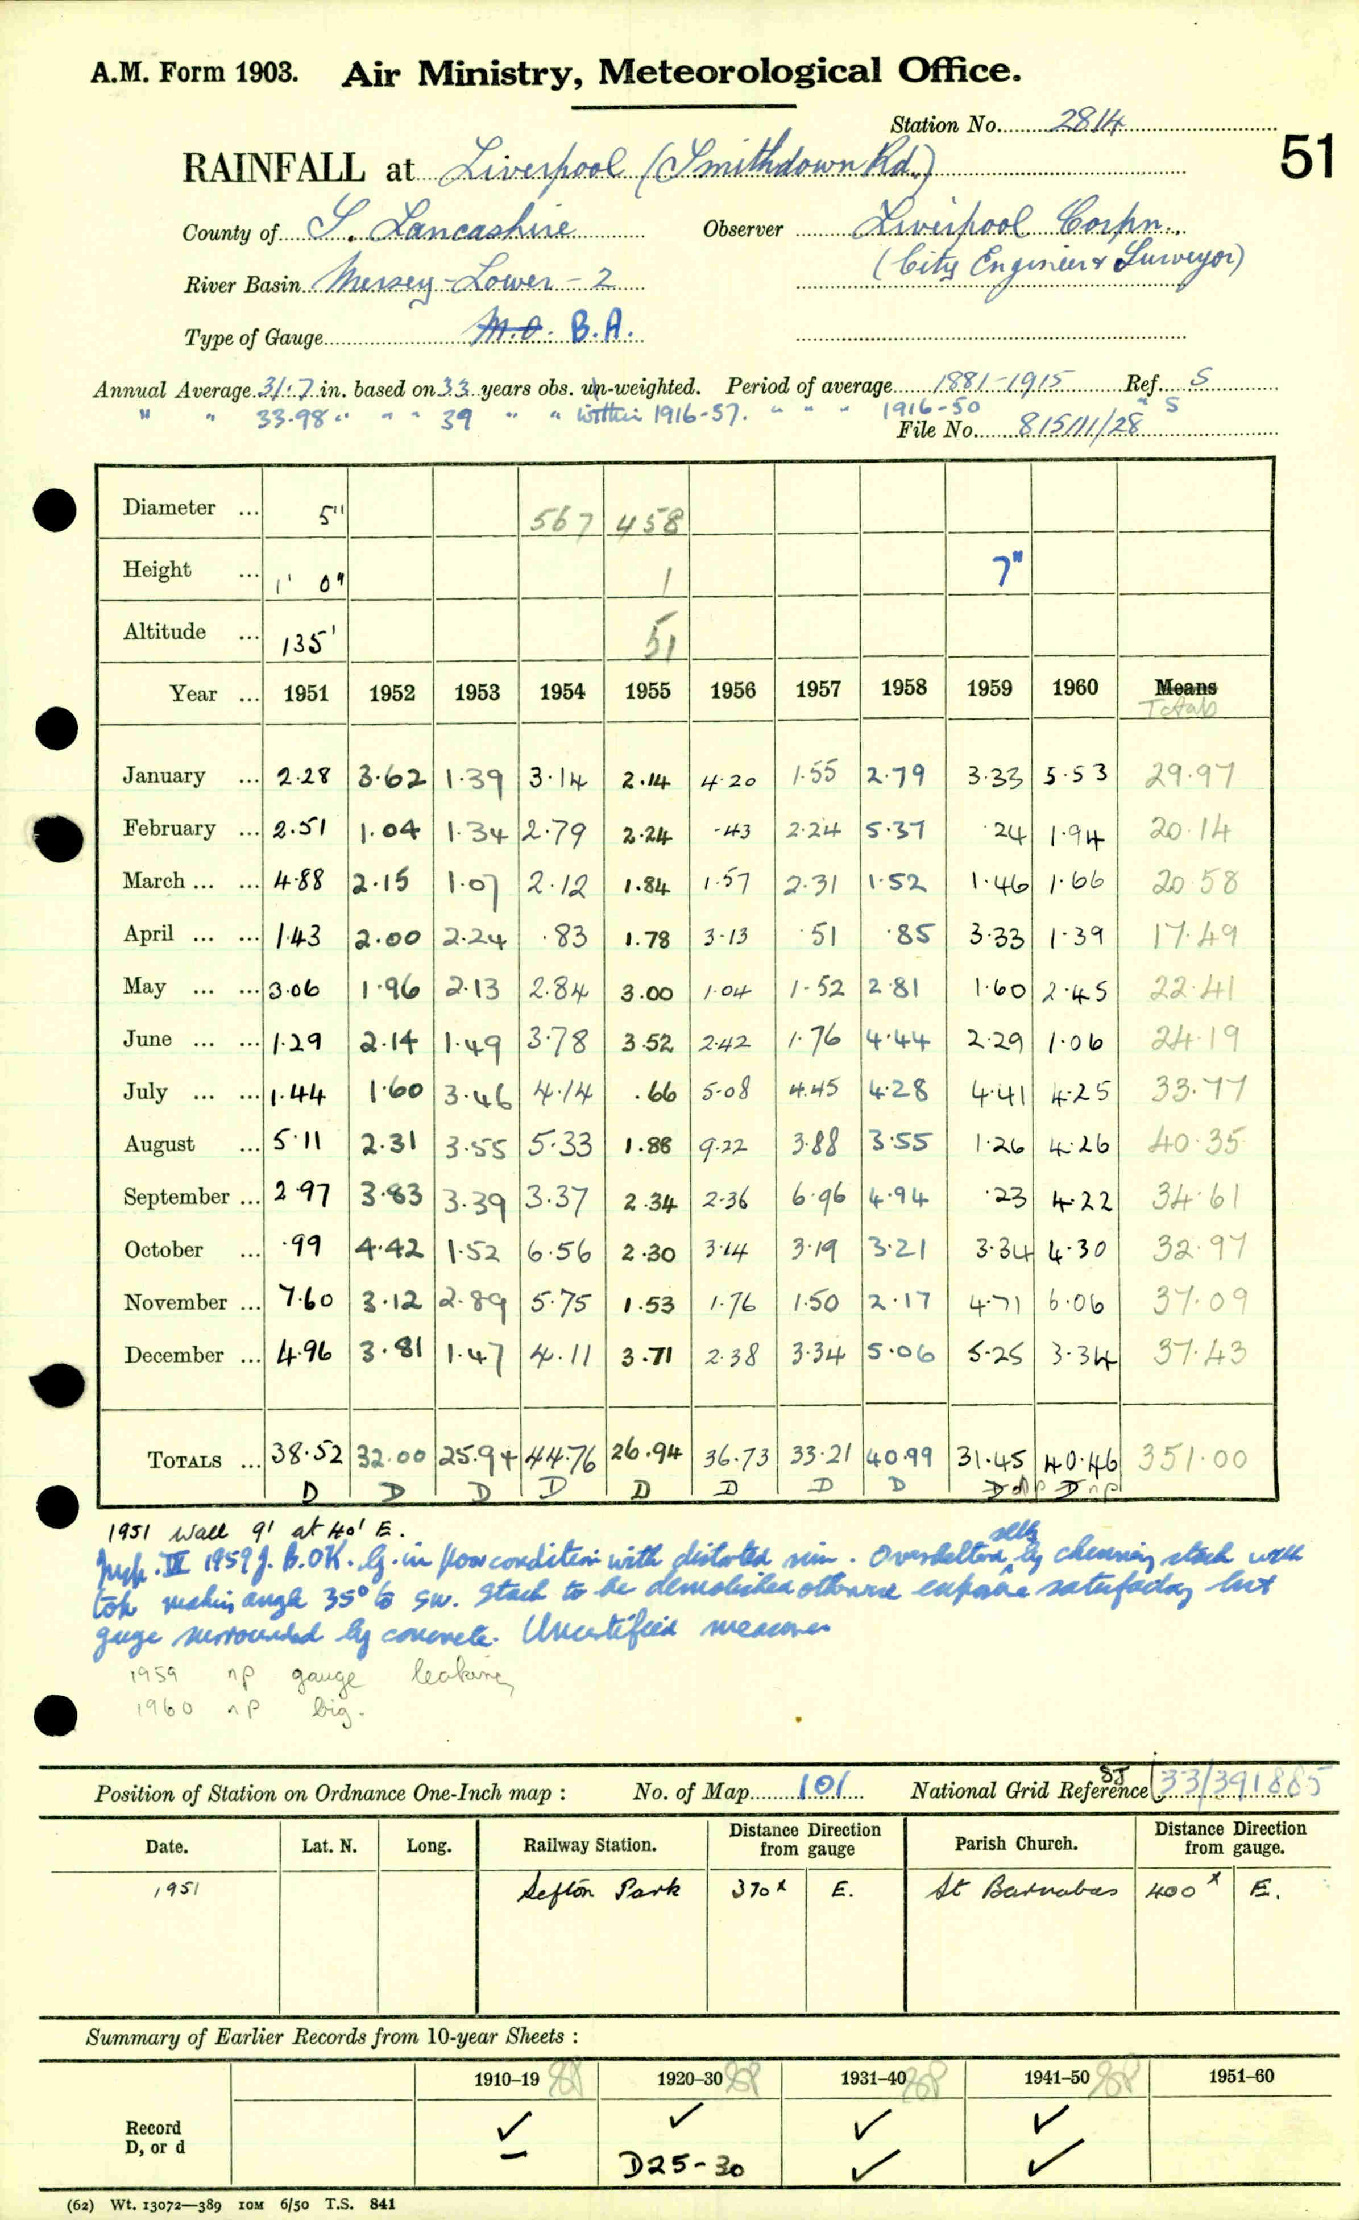 A.M. Form 1903. Air Ministry, Meteorological Office.
Station No. 2814
51
RAINFALL at Liverpool (Smithdown Rd.)
County of S. Lancashire Observer Liverpool Corpn.
(City Engineer & Surveyor)
River Basin Mersey-Lower-2
Type of Gauge M.O. B.A.
Annual Average 31.7 in. based on 33 years obs. un-weighted. Period of average 1881-1915 Ref. S
" " 33.98 " " " 39 " " within 1916-57. " " " 1916-50 " S
File No. 815111/28
Diameter ... 5" 567 458
Height ... 1' 0" 1 7"
Altitude ... 135' 51
Year ... 1951 1952 1953 1954 1955 1956 1957 1958 1959 1960 Means
Totals
January ... 2.28 3.62 1.39 3.14 2.14 4.20 1.55 2.79 3.33 5.53 29.97
February ... 2.51 1.04 1.34 2.79 2.24 .43 2.24 5.37 .24 1.94 20.14
March ... ... 4.88 2.15 1.07 2.12 1.84 1.57 2.31 1.52 1.46 1.66 20.58
April ... ... 1.43 2.00 2.24 .83 1.78 3.13 .51 .85 3.33 1.39 17.49
May ... ... 3.06 1.96 2.13 2.84 3.00 1.04 1.52 2.81 1.60 2.45 22.41
June ... ... 1.29 2.14 1.49 3.78 3.52 2.42 1.76 4.44 2.29 1.06 24.19
July ... ... 1.44 1.60 3.46 4.14 .66 5.08 4.45 4.28 4.41 4.25 33.77
August ... 5.11 2.31 3.55 5.33 1.88 9.22 3.88 3.55 1.26 4.26 40.35
September ... 2.97 3.83 3.39 3.37 2.34 2.36 6.96 4.94 .23 4.22 34.61
October ... .99 4.42 1.52 6.56 2.30 3.14 3.19 3.21 3.34 4.30 32.97
November ... 7.60 3.12 2.89 5.75 1.53 1.76 1.50 2.17 4.71 6.06 37.09
December ... 4.96 3.81 1.47 4.11 3.71 2.38 3.34 5.06 5.25 3.34 37.43
TOTALS ... 38.52 32.00 25.94 44.76 26.94 36.73 33.21 40.99 31.45 40.46 351.00
D D D D D D D D D np D np
1951 Wall 9' at 40' E.
Insp. IX 1959 J. B.OK. G. in poor condition with distorted rim. Oversheltered by chimney stack with
top making angle 35° to SW. Stack to be demolished otherwise exposure satisfactory but
gauge surrounded by concrete. Uncertified measure
1959 np gauge leaking
1960 np big.
Position of Station on Ordnance One-Inch map : No. of Map 101 National Grid Reference SJ (33/391885
Date. Lat. N. Long. Railway Station. Distance Direction from gauge Parish Church. Distance Direction from gauge.
1951 Sefton Park 370x E. St Barnabas 400x E.
Summary of Earlier Records from 10-year Sheets :
1910–19 1920–30 1931–40 1941–50 1951–60
Record ✓ ✓ ✓ ✓
D, or d – D25-30 ✓ ✓
(62) Wt. 13072—389 10M 6/50 T.S. 841